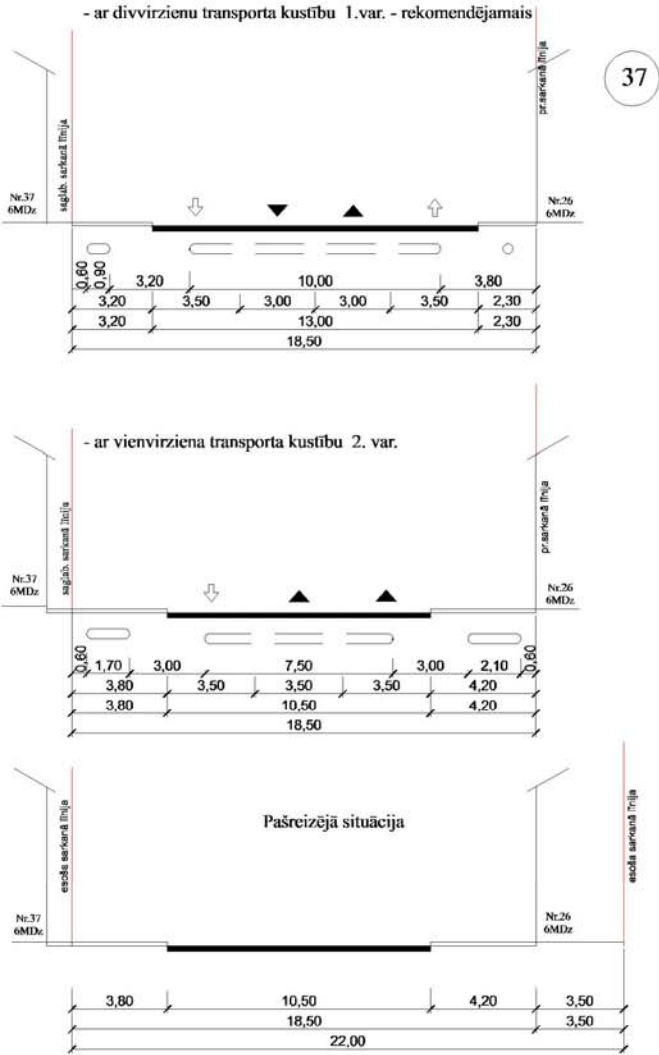 - ar divvirzienu transporta kustību 1.var. - rekomendējamais
37
saglab. sarkanā līnija
pr.sarkanā līnija
Nr.37
6MDz
Nr.26
6MDz
0,60
0,90
3,20 10,00 3,80
3,20 3,50 3,00 3,00 3,50 2,30
3,20 13,00 2,30
18,50
- ar vienvirziena transporta kustību 2. var.
saglab. sarkanā līnija
pr.sarkanā līnija
Nr.37
6MDz
Nr.26
6MDz
0,60 1,70 3,00 7,50 3,00 2,10 0,60
3,80 3,50 3,50 3,50 4,20
3,80 10,50 4,20
18,50
Pašreizējā situācija
esoša sarkanā līnija
esoša sarkanā līnija
Nr.37
6MDz
Nr.26
6MDz
3,80 10,50 4,20 3,50
18,50 3,50
22,00